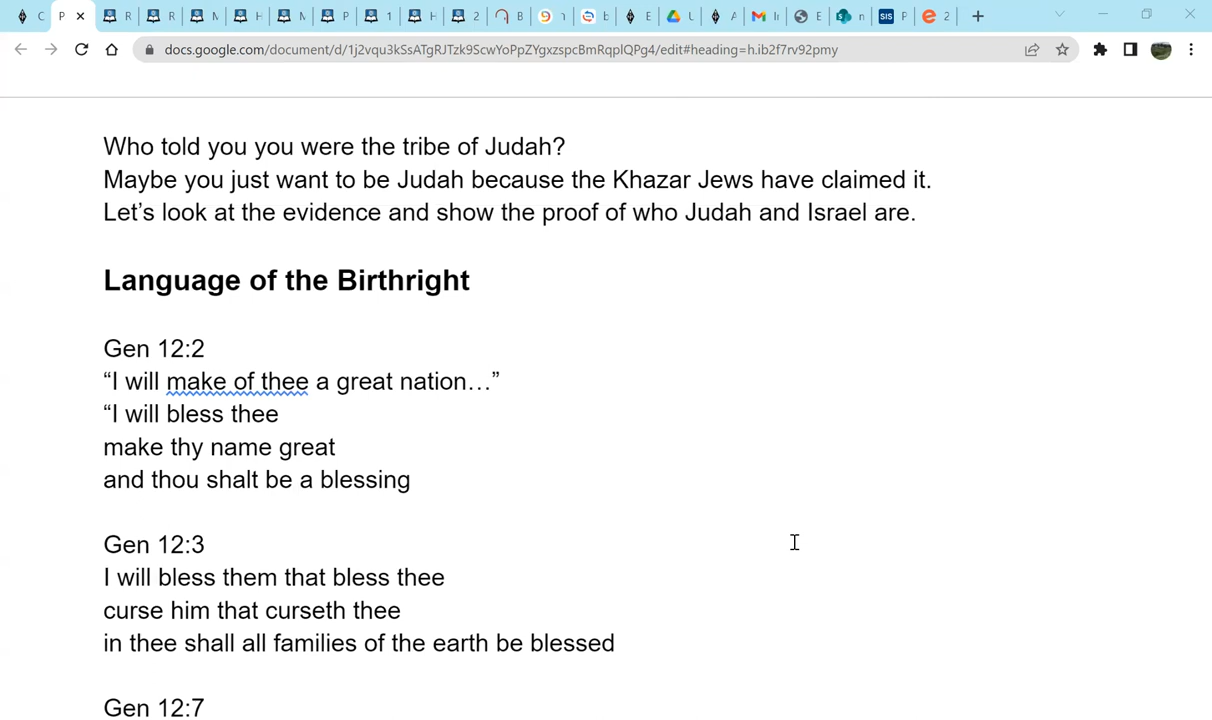 C
P
R
R
M
H
M
P
1
H
2
B
b
E
U
A
M
E
n
SIS
P
2
docs.google.com/document/d/1j2vqu3kSsATgRJTzk9ScwYoPpZYgxzspcBmRqplQPg4/edit#heading=h.ib2f7rv92pmy
Who told you you were the tribe of Judah?
Maybe you just want to be Judah because the Khazar Jews have claimed it.
Let’s look at the evidence and show the proof of who Judah and Israel are.
Language of the Birthright
Gen 12:2
“I will make of thee a great nation…”
“I will bless thee
make thy name great
and thou shalt be a blessing
Gen 12:3
I will bless them that bless thee
curse him that curseth thee
in thee shall all families of the earth be blessed
Gen 12:7